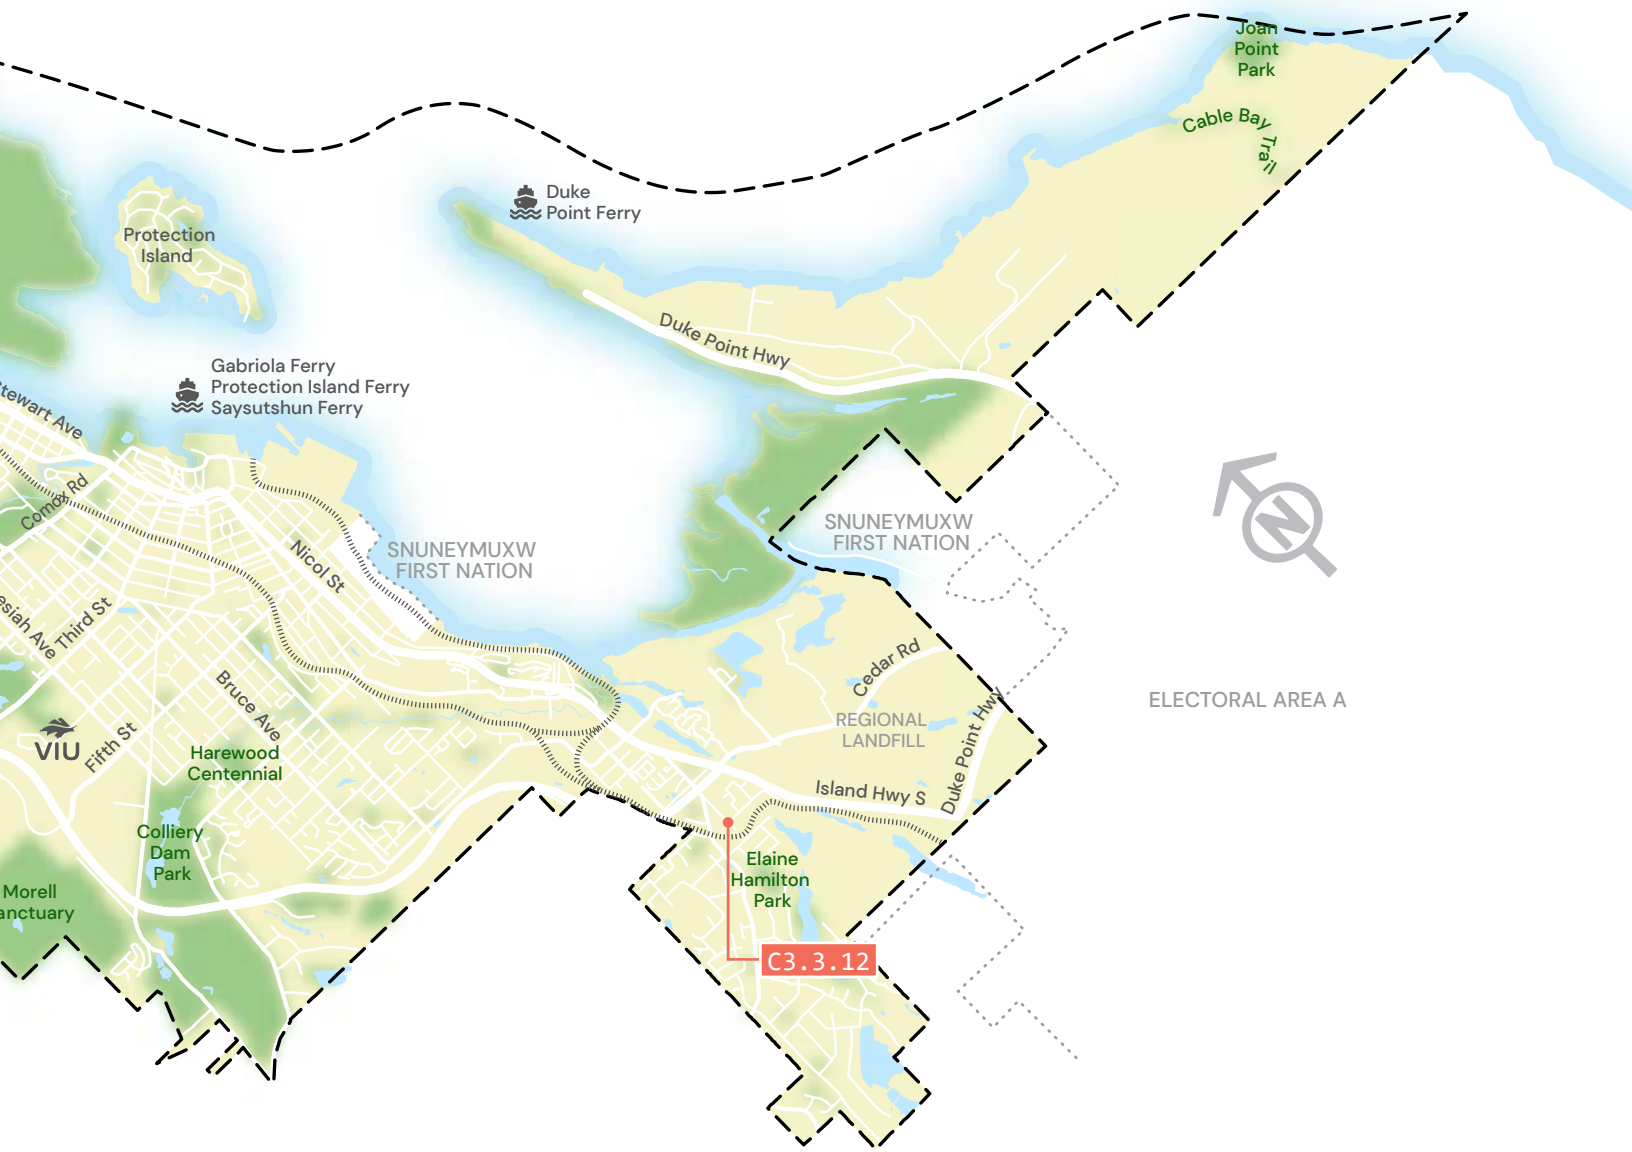 Joan
Point
Park
Cable Bay Trail
Duke
Point Ferry
Protection
Island
Duke Point Hwy
Gabriola Ferry
Protection Island Ferry
Saysutshun Ferry
Stewart Ave
Comox Rd
SNUNEYMUXW
FIRST NATION
SNUNEYMUXW
FIRST NATION
N
Nicol St
Third St
Cedar Rd
Bruce Ave
ELECTORAL AREA A
REGIONAL
LANDFILL
Duke Point Hwy
VIU
Fifth St
Harewood
Centennial
Island Hwy S
Colliery
Dam
Park
Elaine
Hamilton
Park
Morell
C3.3.12